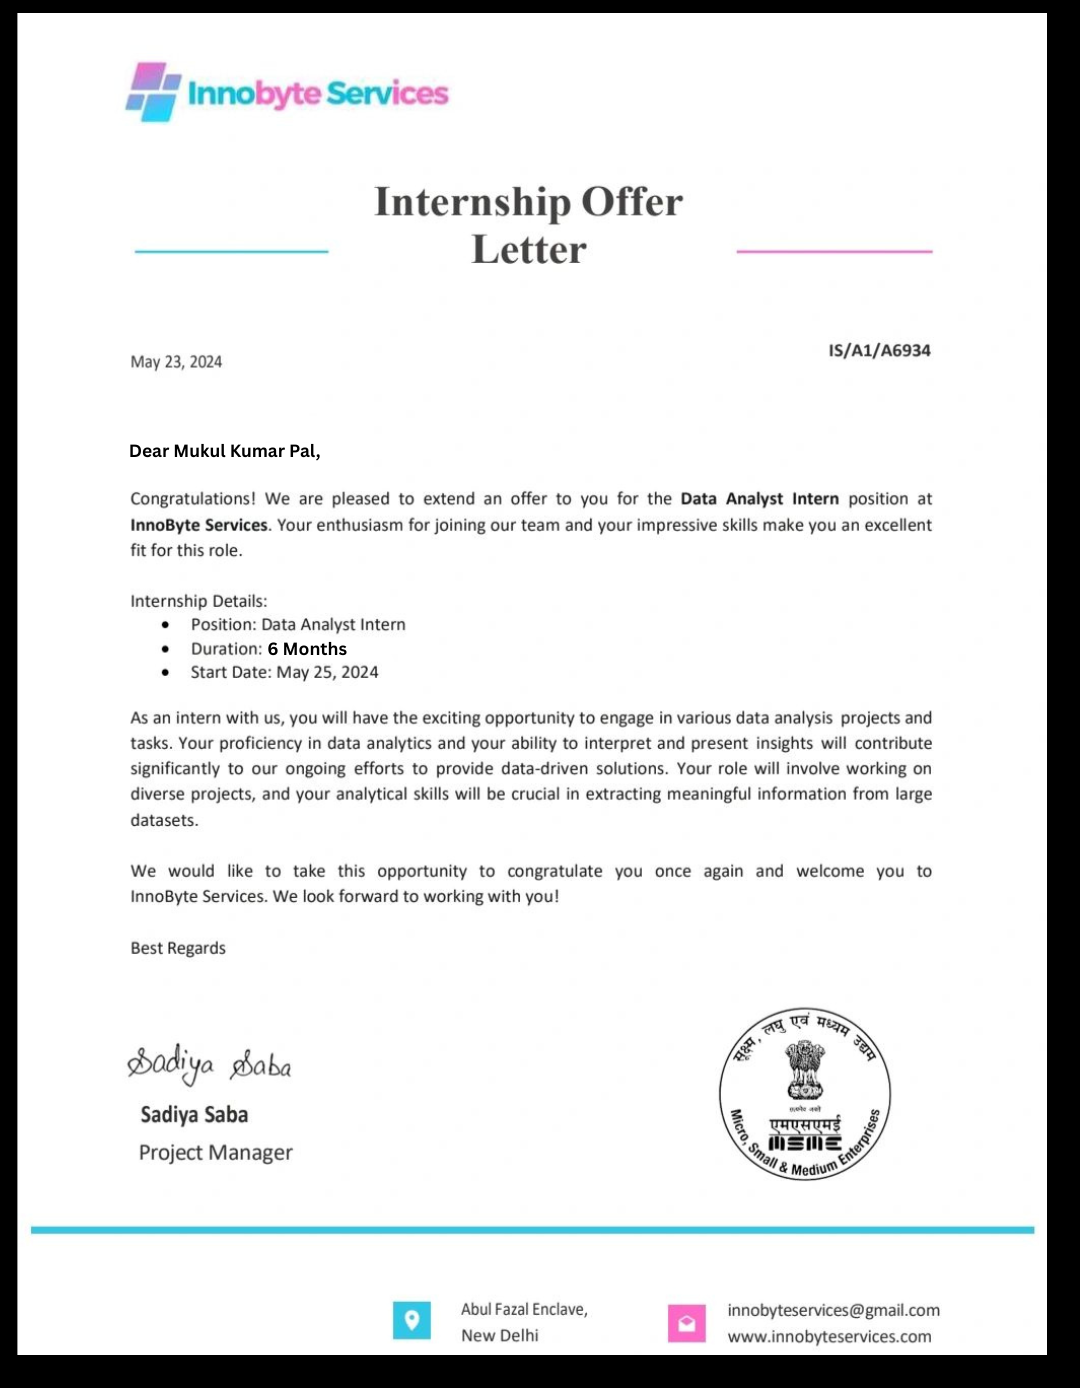 Innobyte Services
Internship Offer
Letter
IS/A1/A6934
May 23, 2024
Dear Mukul Kumar Pal,
Congratulations! We are pleased to extend an offer to you for the Data Analyst Intern position at
InnoByte Services. Your enthusiasm for joining our team and your impressive skills make you an excellent
fit for this role.
Internship Details:
• Position: Data Analyst Intern
• Duration: 6 Months
• Start Date: May 25, 2024
As an intern with us, you will have the exciting opportunity to engage in various data analysis projects and
tasks. Your proficiency in data analytics and your ability to interpret and present insights will contribute
significantly to our ongoing efforts to provide data-driven solutions. Your role will involve working on
diverse projects, and your analytical skills will be crucial in extracting meaningful information from large
datasets.
We would like to take this opportunity to congratulate you once again and welcome you to
InnoByte Services. We look forward to working with you!
Best Regards
Sadiya Saba
Sadiya Saba
Project Manager
सूक्ष्म, लघु एवं मध्यम उद्यम
सत्यमेव जयते
एमएसएमई
MSME
Micro, Small & Medium Enterprises
Abul Fazal Enclave,
New Delhi
innobyteservices@gmail.com
www.innobyteservices.com